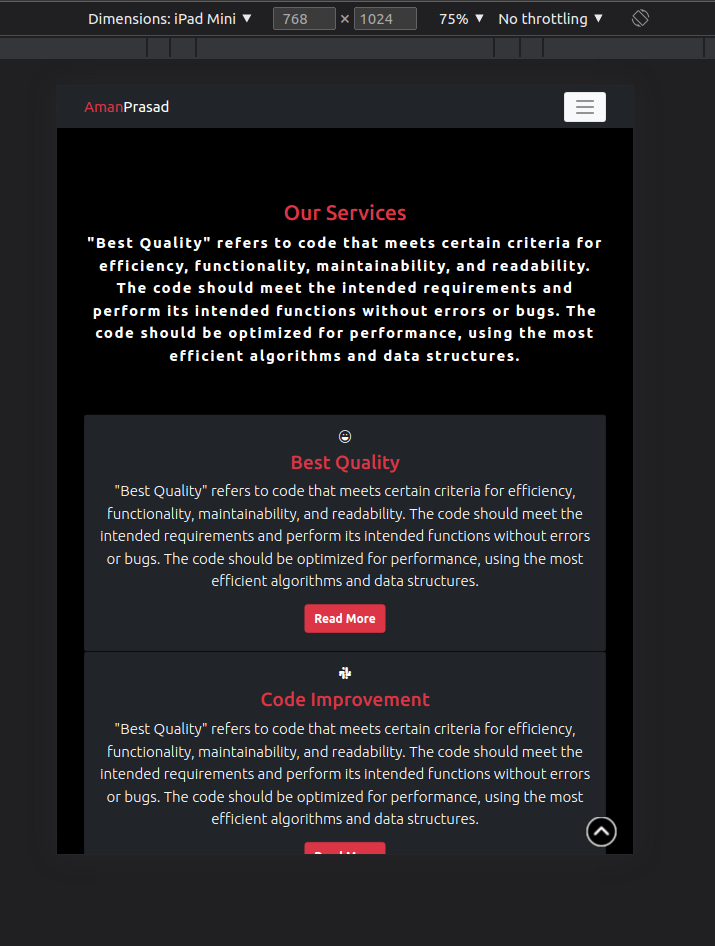 Dimensions: iPad Mini ▼ 768 × 1024 75% ▼ No throttling ▼
AmanPrasad
Our Services
"Best Quality" refers to code that meets certain criteria for
efficiency, functionality, maintainability, and readability.
The code should meet the intended requirements and
perform its intended functions without errors or bugs. The
code should be optimized for performance, using the most
efficient algorithms and data structures.
Best Quality
"Best Quality" refers to code that meets certain criteria for efficiency,
functionality, maintainability, and readability. The code should meet the
intended requirements and perform its intended functions without errors
or bugs. The code should be optimized for performance, using the most
efficient algorithms and data structures.
Read More
Code Improvement
"Best Quality" refers to code that meets certain criteria for efficiency,
functionality, maintainability, and readability. The code should meet the
intended requirements and perform its intended functions without errors
or bugs. The code should be optimized for performance, using the most
efficient algorithms and data structures.